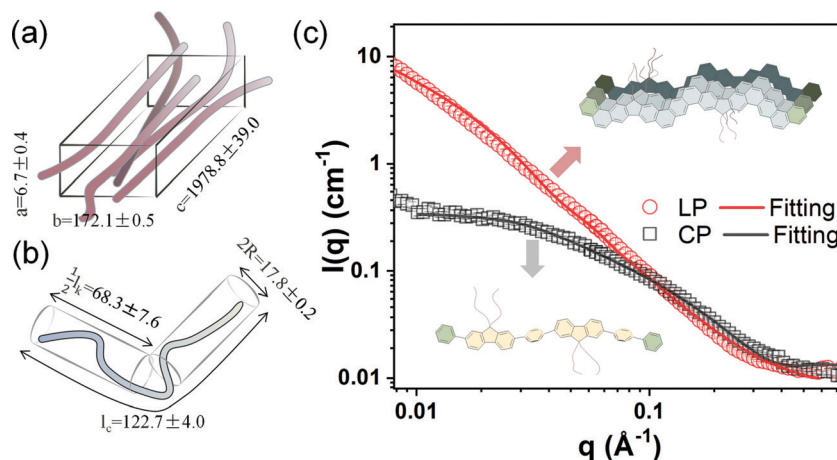 (a)
a=6.7±0.4
b=172.1±0.5
c=1978.8±39.0
(b)
½lₖ=68.3±7.6
2R=17.8±0.2
l_c=122.7±4.0
(c)
I(q) (cm⁻¹)
10
1
0.1
0.01
LP Fitting
CP Fitting
0.01 0.1
q (Å⁻¹)